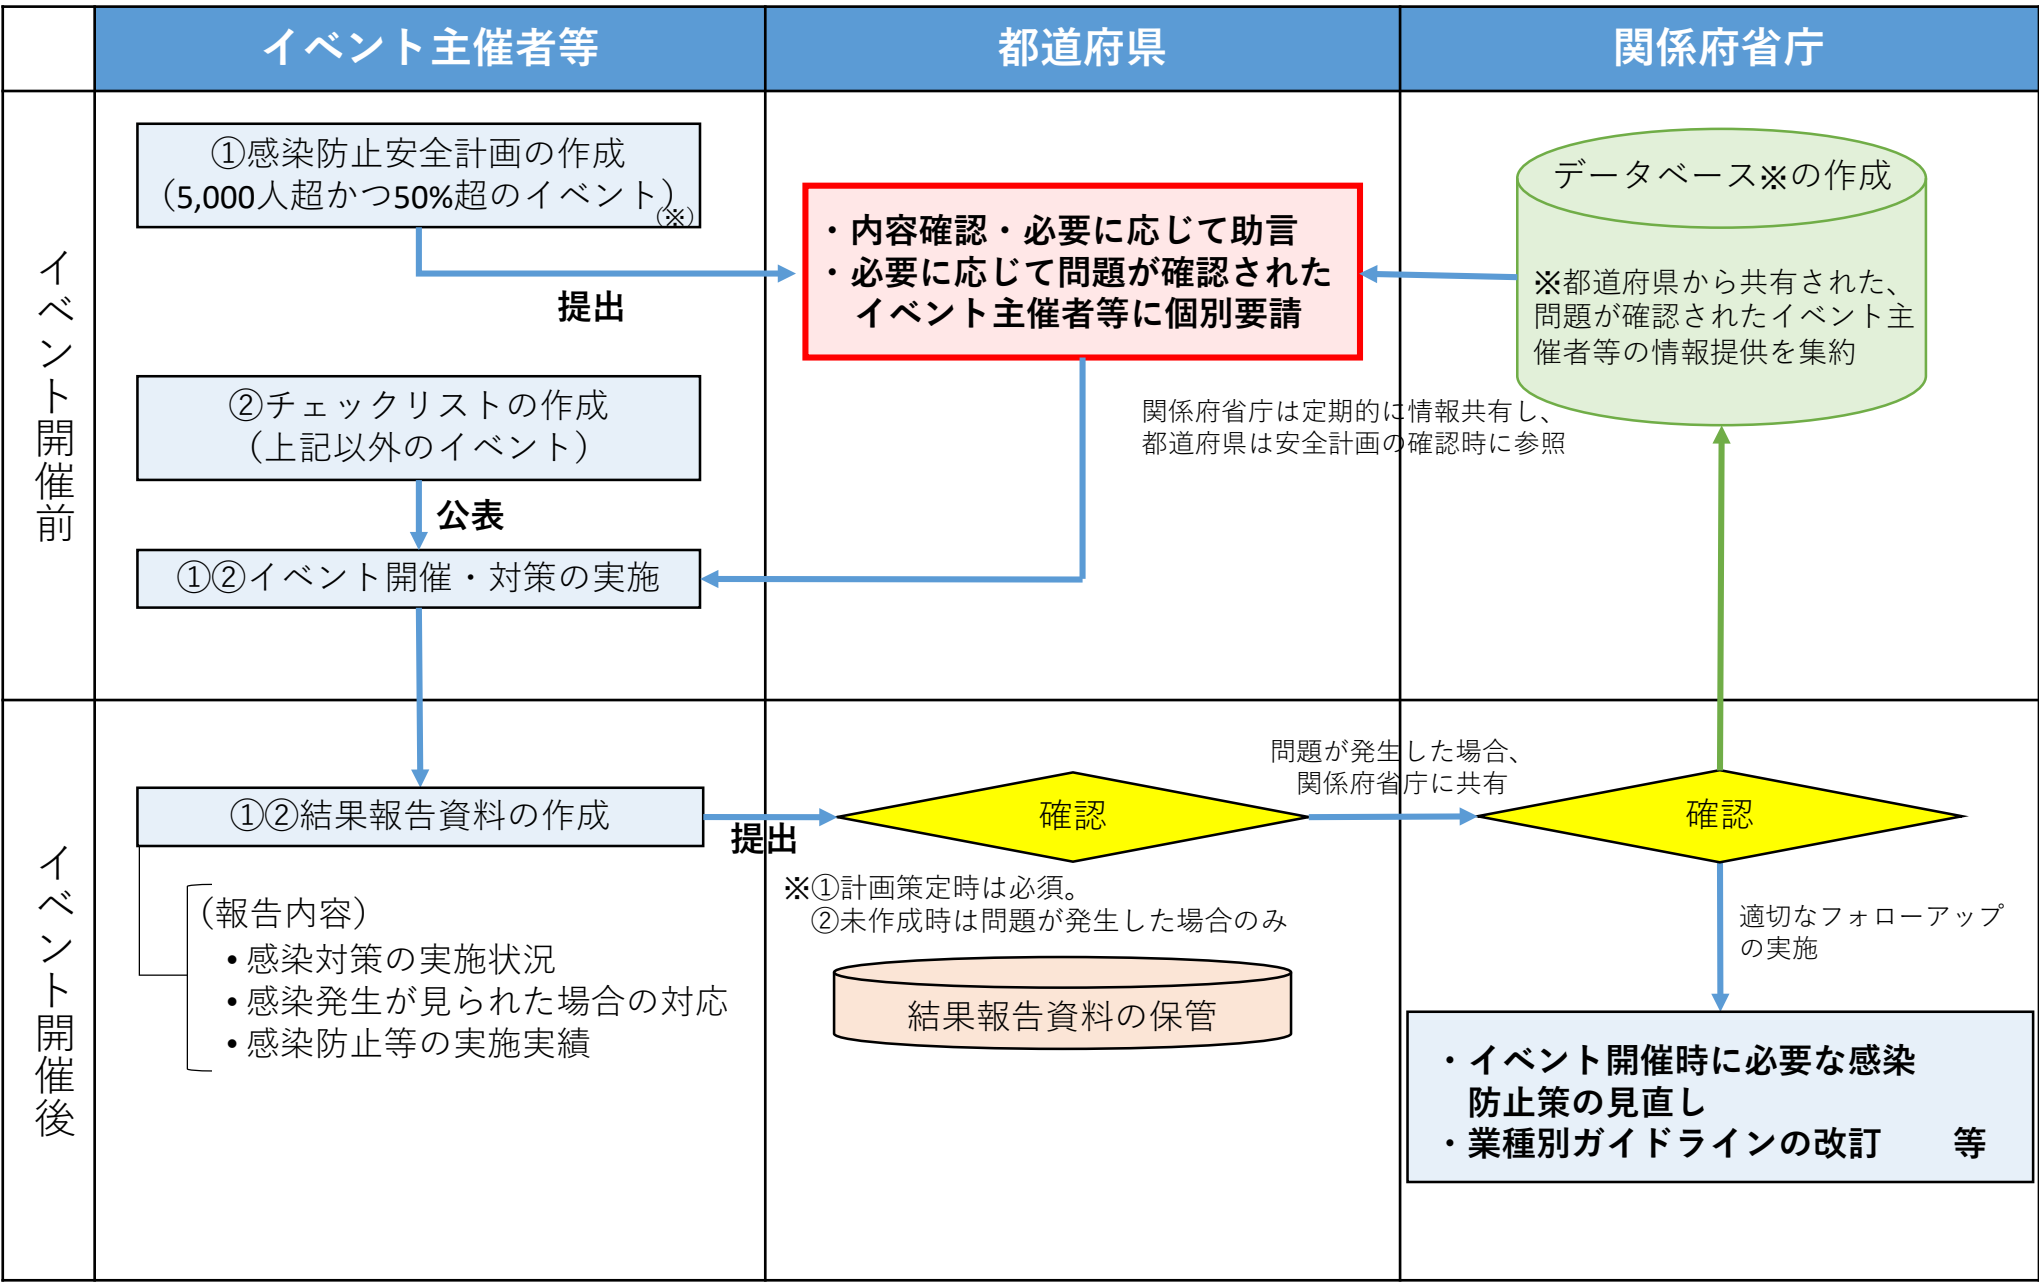 イベント主催者等
都道府県
関係府省庁
イベント開催前
①感染防止安全計画の作成
（5,000人超かつ50%超のイベント）
（※）
提出
②チェックリストの作成
（上記以外のイベント）
公表
①②イベント開催・対策の実施
・内容確認・必要に応じて助言
・必要に応じて問題が確認された
イベント主催者等に個別要請
データベース※の作成
※都道府県から共有された、
問題が確認されたイベント主
催者等の情報提供を集約
関係府省庁は定期的に情報共有し、
都道府県は安全計画の確認時に参照
イベント開催後
①②結果報告資料の作成
提出
（報告内容）
•感染対策の実施状況
•感染発生が見られた場合の対応
•感染防止等の実施実績
確認
※①計画策定時は必須。
②未作成時は問題が発生した場合のみ
結果報告資料の保管
問題が発生した場合、
関係府省庁に共有
確認
適切なフォローアップ
の実施
・イベント開催時に必要な感染
防止策の見直し
・業種別ガイドラインの改訂　　等